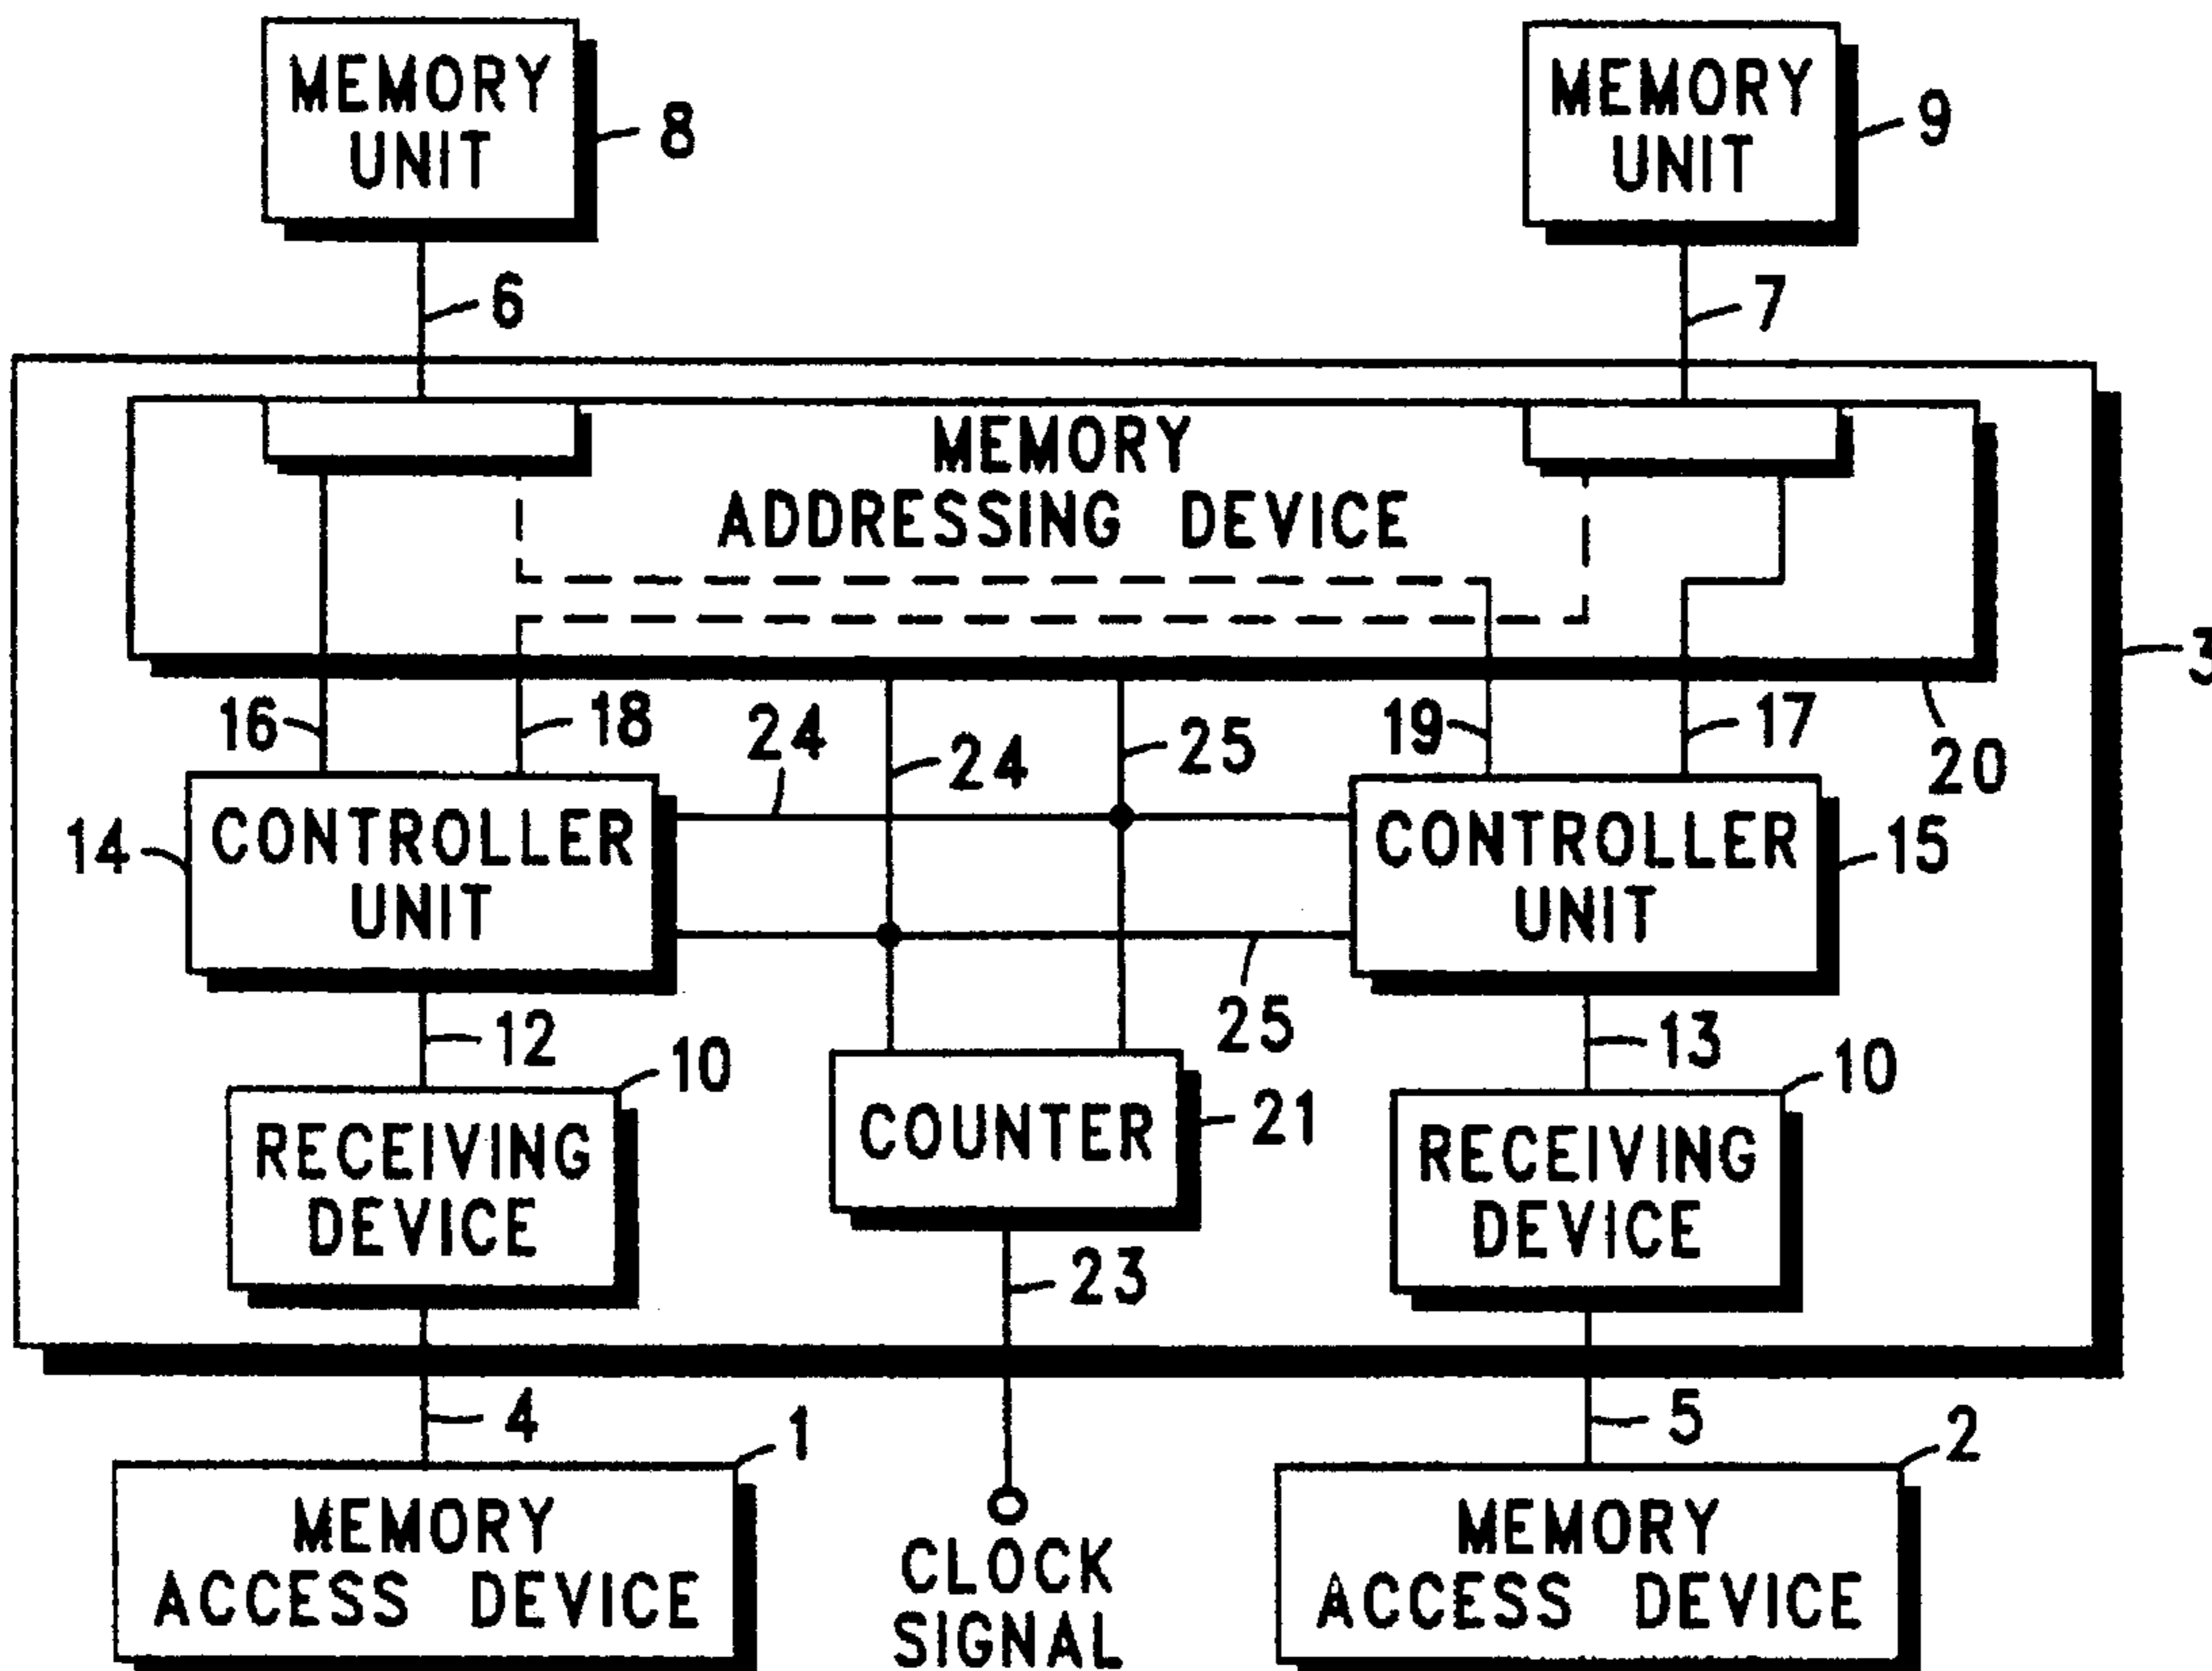 MEMORY
UNIT
8
MEMORY
UNIT
9
6
7
MEMORY
ADDRESSING DEVICE
3
16
18
24
24
25
19
17
20
14
CONTROLLER
UNIT
CONTROLLER
UNIT
15
25
12
10
13
10
RECEIVING
DEVICE
COUNTER
21
RECEIVING
DEVICE
23
4
1
5
2
MEMORY
ACCESS DEVICE
CLOCK
SIGNAL
MEMORY
ACCESS DEVICE